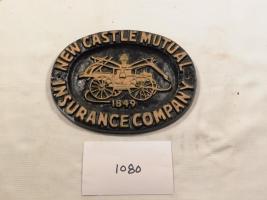 NEW CASTLE MUTUAL
1849
INSURANCE COMPANY
1080